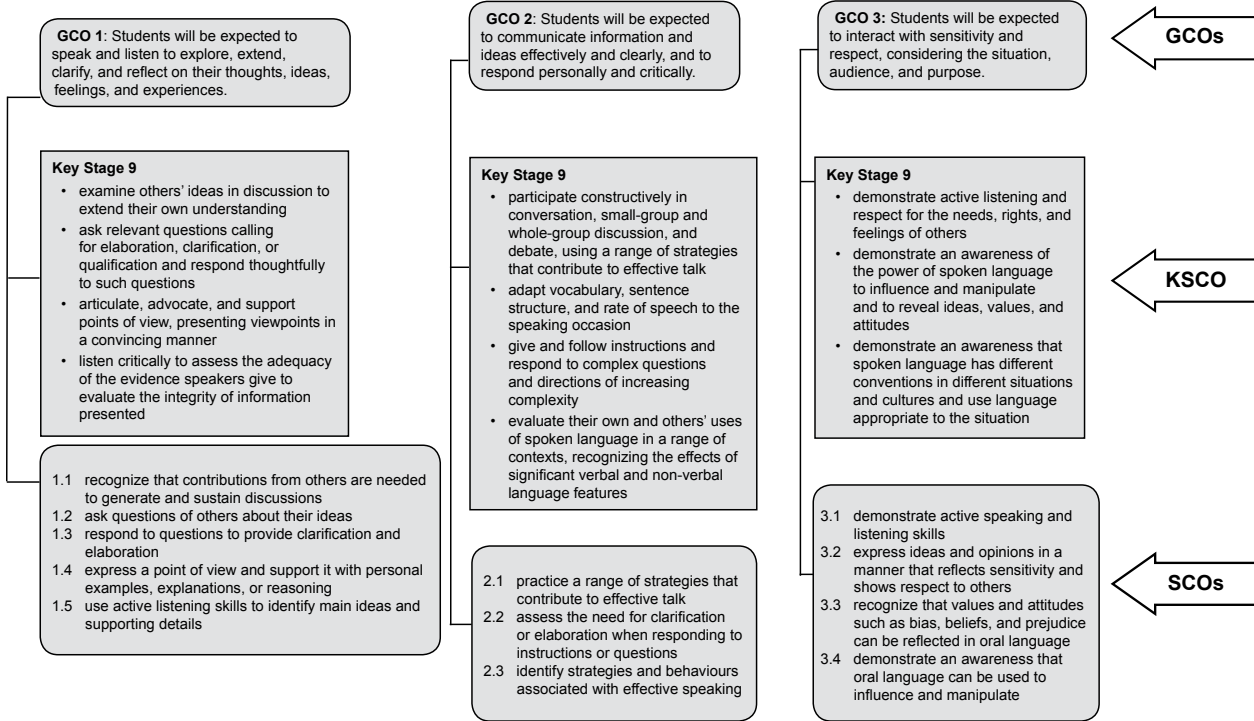 GCO 1: Students will be expected to
speak and listen to explore, extend,
clarify, and reflect on their thoughts, ideas,
feelings, and experiences.
Key Stage 9
• examine others’ ideas in discussion to
extend their own understanding
• ask relevant questions calling
for elaboration, clarification, or
qualification and respond thoughtfully
to such questions
• articulate, advocate, and support
points of view, presenting viewpoints in
a convincing manner
• listen critically to assess the adequacy
of the evidence speakers give to
evaluate the integrity of information
presented
1.1 recognize that contributions from others are needed
to generate and sustain discussions
1.2 ask questions of others about their ideas
1.3 respond to questions to provide clarification and
elaboration
1.4 express a point of view and support it with personal
examples, explanations, or reasoning
1.5 use active listening skills to identify main ideas and
supporting details
GCO 2: Students will be expected
to communicate information and
ideas effectively and clearly, and to
respond personally and critically.
Key Stage 9
• participate constructively in
conversation, small-group and
whole-group discussion, and
debate, using a range of strategies
that contribute to effective talk
• adapt vocabulary, sentence
structure, and rate of speech to the
speaking occasion
• give and follow instructions and
respond to complex questions
and directions of increasing
complexity
• evaluate their own and others’ uses
of spoken language in a range of
contexts, recognizing the effects of
significant verbal and non-verbal
language features
2.1 practice a range of strategies that
contribute to effective talk
2.2 assess the need for clarification
or elaboration when responding to
instructions or questions
2.3 identify strategies and behaviours
associated with effective speaking
GCO 3: Students will be expected
to interact with sensitivity and
respect, considering the situation,
audience, and purpose.
Key Stage 9
• demonstrate active listening and
respect for the needs, rights, and
feelings of others
• demonstrate an awareness of
the power of spoken language
to influence and manipulate
and to reveal ideas, values, and
attitudes
• demonstrate an awareness that
spoken language has different
conventions in different situations
and cultures and use language
appropriate to the situation
3.1 demonstrate active speaking and
listening skills
3.2 express ideas and opinions in a
manner that reflects sensitivity and
shows respect to others
3.3 recognize that values and attitudes
such as bias, beliefs, and prejudice
can be reflected in oral language
3.4 demonstrate an awareness that
oral language can be used to
influence and manipulate
GCOs
KSCO
SCOs